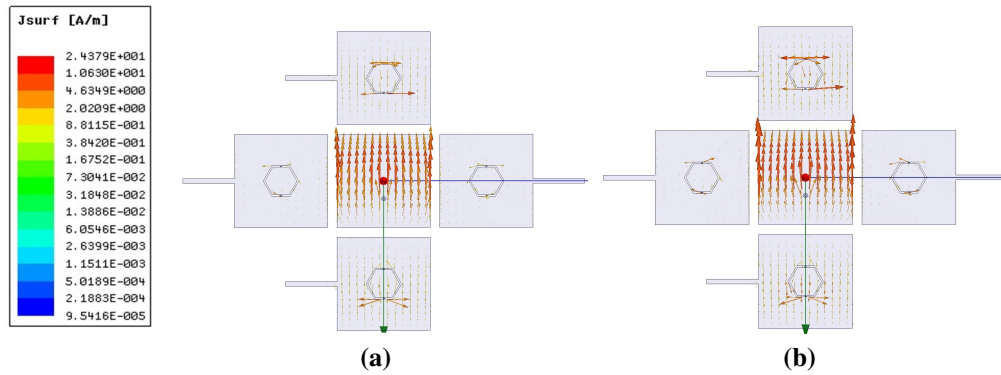 Jsurf [A/m]
2.4379E+001
1.0630E+001
4.6349E+000
2.0209E+000
8.8115E-001
3.8420E-001
1.6752E-001
7.3041E-002
3.1848E-002
1.3886E-002
6.0546E-003
2.6399E-003
1.1511E-003
5.0189E-004
2.1883E-004
9.5416E-005
(a)
(b)